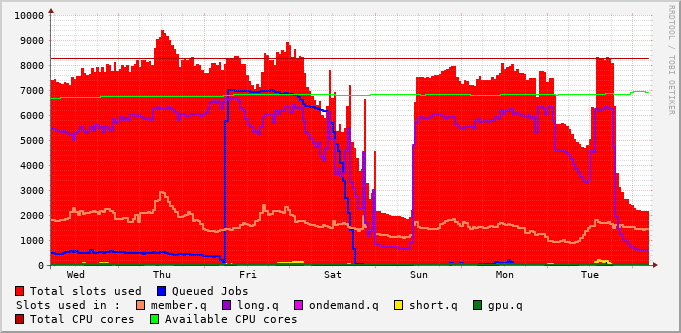 RRDTOOL / TOBI OETIKER
10000
9000
8000
7000
6000
5000
4000
3000
2000
1000
0
Wed Thu Fri Sat Sun Mon Tue
Total slots used Queued Jobs
Slots used in : member.q long.q ondemand.q short.q gpu.q
Total CPU cores Available CPU cores